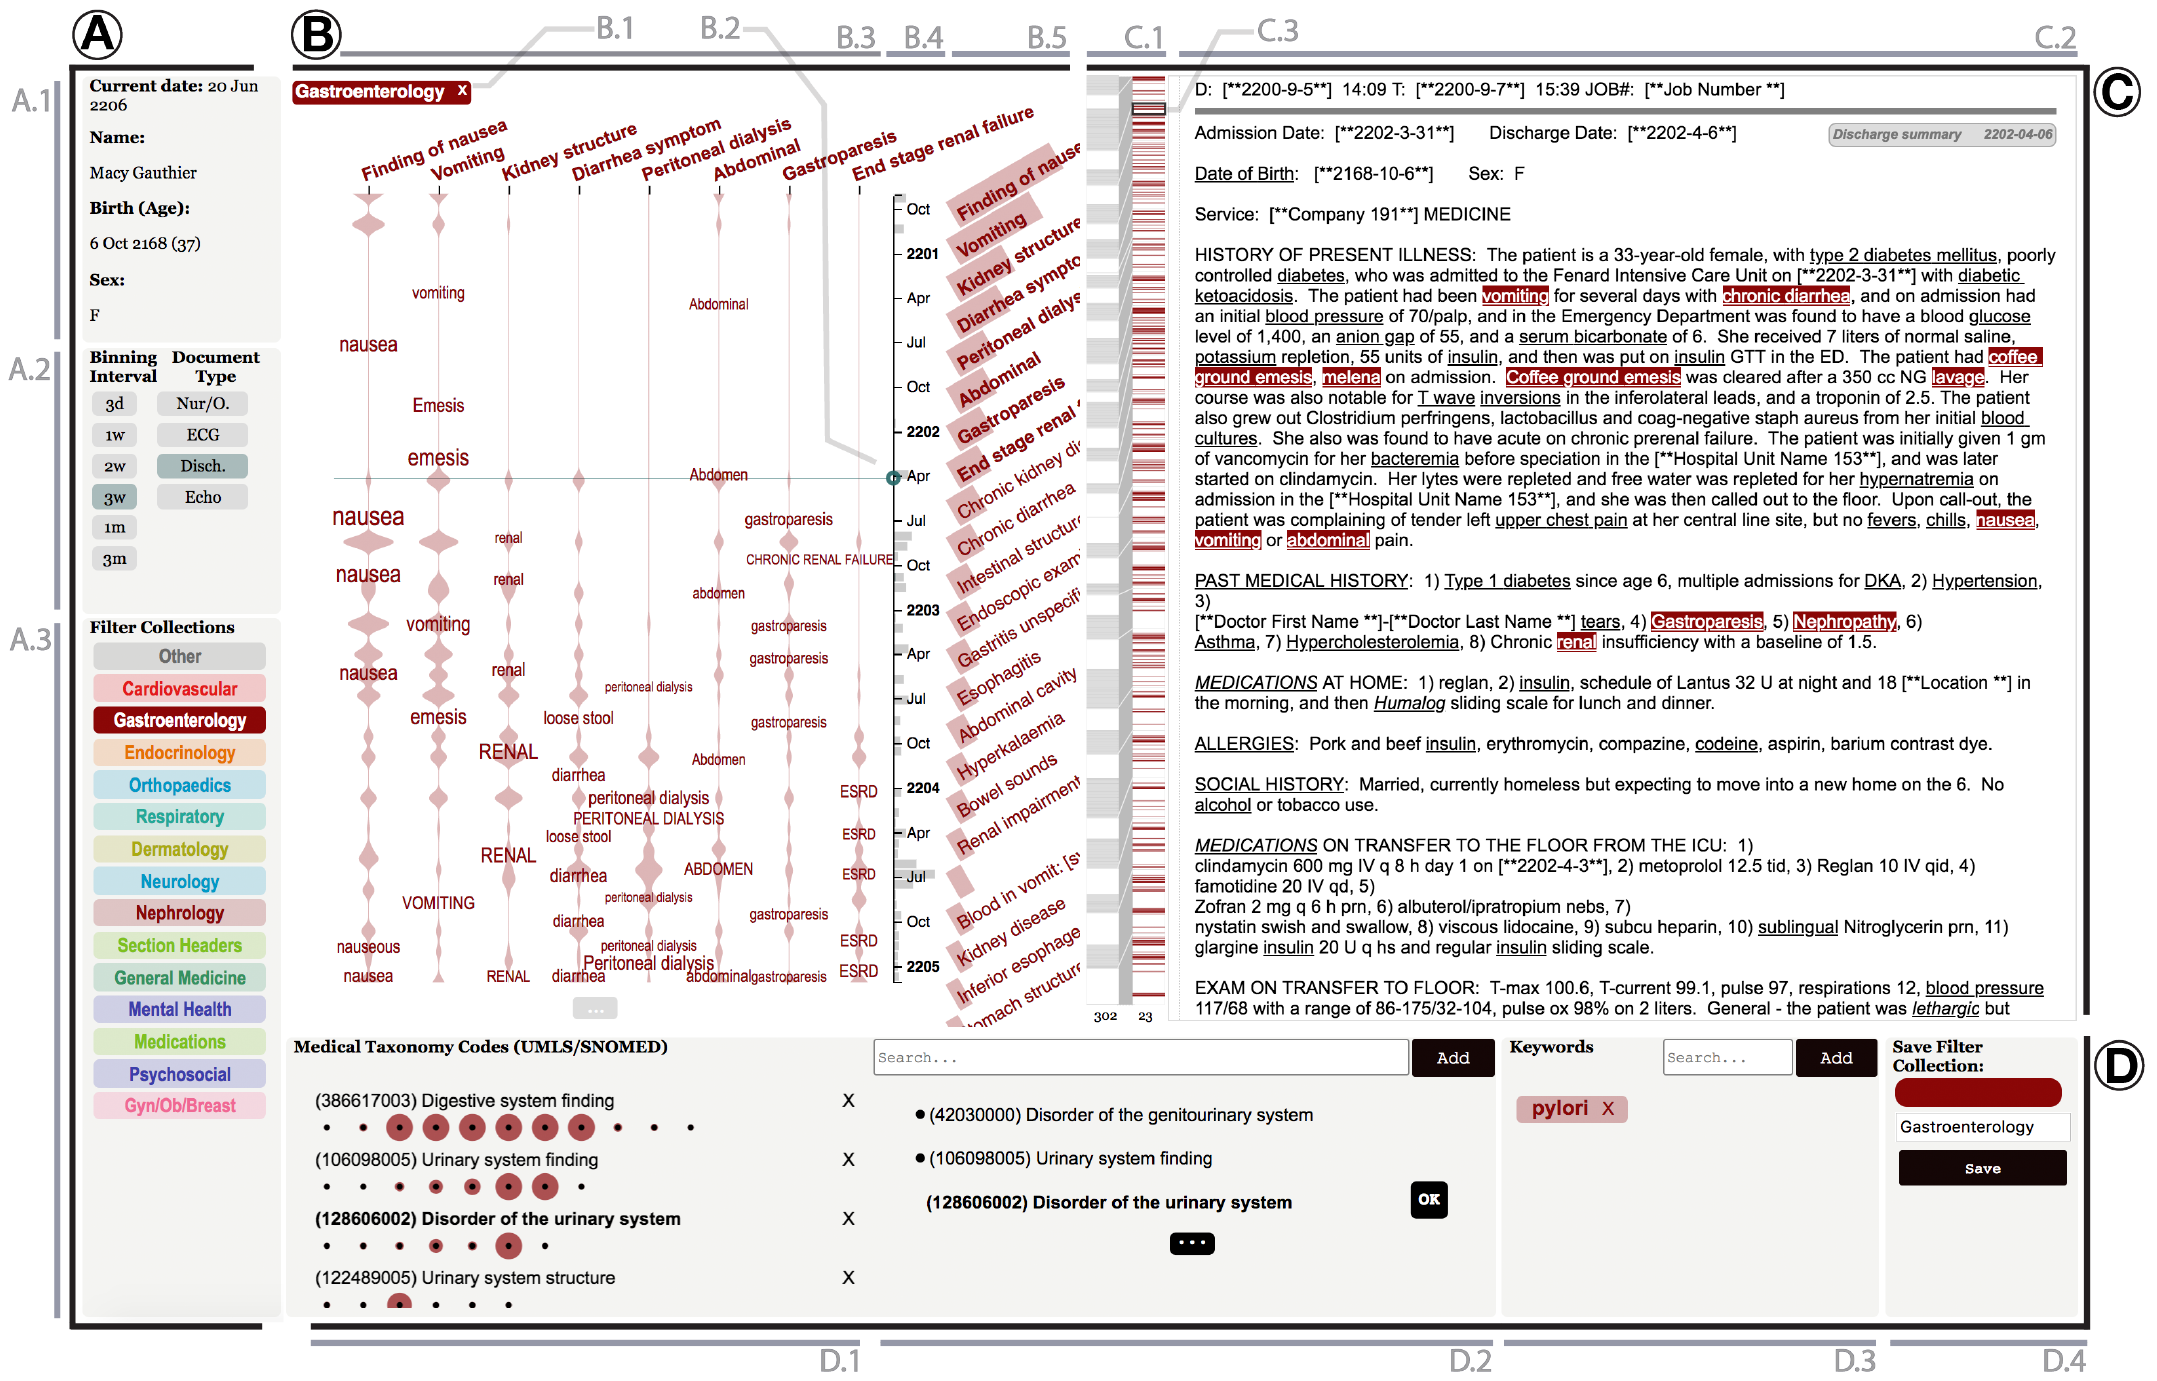 A
B
B.1
B.2
B.3
B.4
B.5
C.1
C.3
C.2
C
A.1
A.2
A.3
Current date: 20 Jun
2206
Name:
Macy Gauthier
Birth (Age):
6 Oct 2168 (37)
Sex:
F
Binning Interval
Document Type
3d
Nur/O.
1w
ECG
2w
Disch.
3w
Echo
1m
3m
Filter Collections
Other
Cardiovascular
Gastroenterology
Endocrinology
Orthopaedics
Respiratory
Dermatology
Neurology
Nephrology
Section Headers
General Medicine
Mental Health
Medications
Psychosocial
Gyn/Ob/Breast
Gastroenterology X
Finding of nausea
Vomiting
Kidney structure
Diarrhea symptom
Peritoneal dialysis
Abdominal
Gastroparesis
End stage renal failure
vomiting
Abdominal
nausea
Emesis
emesis
Abdomen
nausea
gastroparesis
renal
CHRONIC RENAL FAILURE
nausea
renal
abdomen
vomiting
gastroparesis
gastroparesis
nausea
renal
peritoneal dialysis
emesis
loose stool
gastroparesis
RENAL
Abdomen
diarrhea
ESRD
peritoneal dialysis
PERITONEAL DIALYSIS
loose stool
ESRD
RENAL
ABDOMEN
diarrhea
ESRD
peritoneal dialysis
VOMITING
gastroparesis
diarrhea
nauseous
peritoneal dialysis
ESRD
Peritoneal dialysis
nausea
RENAL
diarrhea
abdominal
gastroparesis
ESRD
...
Oct
2201
Apr
Jul
Oct
2202
Apr
Jul
Oct
2203
Apr
Jul
Oct
2204
Apr
Jul
Oct
2205
Finding of nause
Vomiting
Kidney structure
Diarrhea sympto
Peritoneal dialys
Abdominal
Gastroparesis
End stage renal f
Chronic kidney di
Chronic diarrhea
Intestinal structur
Endoscopic exam
Gastritis unspecifi
Esophagitis
Abdominal cavity
Hyperkalaemia
Bowel sounds
Renal impairment
Blood in vomit: [s
Kidney disease
Inferior esophage
tomach structure
302
23
D: [**2200-9-5**] 14:09 T: [**2200-9-7**] 15:39 JOB#: [**Job Number **]
Admission Date: [**2202-3-31**] Discharge Date: [**2202-4-6**]
Discharge summary 2202-04-06
Date of Birth: [**2168-10-6**] Sex: F
Service: [**Company 191**] MEDICINE
HISTORY OF PRESENT ILLNESS: The patient is a 33-year-old female, with type 2 diabetes mellitus, poorly
controlled diabetes, who was admitted to the Fenard Intensive Care Unit on [**2202-3-31**] with diabetic
ketoacidosis. The patient had been vomiting for several days with chronic diarrhea, and on admission had
an initial blood pressure of 70/palp, and in the Emergency Department was found to have a blood glucose
level of 1,400, an anion gap of 55, and a serum bicarbonate of 6. She received 7 liters of normal saline,
potassium repletion, 55 units of insulin, and then was put on insulin GTT in the ED. The patient had coffee
ground emesis, melena on admission. Coffee ground emesis was cleared after a 350 cc NG lavage. Her
course was also notable for T wave inversions in the inferolateral leads, and a troponin of 2.5. The patient
also grew out Clostridium perfringens, lactobacillus and coag-negative staph aureus from her initial blood
cultures. She also was found to have acute on chronic prerenal failure. The patient was initially given 1 gm
of vancomycin for her bacteremia before speciation in the [**Hospital Unit Name 153**], and was later
started on clindamycin. Her lytes were repleted and free water was repleted for her hypernatremia on
admission in the [**Hospital Unit Name 153**], and she was then called out to the floor. Upon call-out, the
patient was complaining of tender left upper chest pain at her central line site, but no fevers, chills, nausea,
vomiting or abdominal pain.
PAST MEDICAL HISTORY: 1) Type 1 diabetes since age 6, multiple admissions for DKA, 2) Hypertension,
3)
[**Doctor First Name **]-[**Doctor Last Name **] tears, 4) Gastroparesis, 5) Nephropathy, 6)
Asthma, 7) Hypercholesterolemia, 8) Chronic renal insufficiency with a baseline of 1.5.
MEDICATIONS AT HOME: 1) reglan, 2) insulin, schedule of Lantus 32 U at night and 18 [**Location **] in
the morning, and then Humalog sliding scale for lunch and dinner.
ALLERGIES: Pork and beef insulin, erythromycin, compazine, codeine, aspirin, barium contrast dye.
SOCIAL HISTORY: Married, currently homeless but expecting to move into a new home on the 6. No
alcohol or tobacco use.
MEDICATIONS ON TRANSFER TO THE FLOOR FROM THE ICU: 1)
clindamycin 600 mg IV q 8 h day 1 on [**2202-4-3**], 2) metoprolol 12.5 tid, 3) Reglan 10 IV qid, 4)
famotidine 20 IV qd, 5)
Zofran 2 mg q 6 h prn, 6) albuterol/ipratropium nebs, 7)
nystatin swish and swallow, 8) viscous lidocaine, 9) subcu heparin, 10) sublingual Nitroglycerin prn, 11)
glargine insulin 20 U q hs and regular insulin sliding scale.
EXAM ON TRANSFER TO FLOOR: T-max 100.6, T-current 99.1, pulse 97, respirations 12, blood pressure
117/68 with a range of 86-175/32-104, pulse ox 98% on 2 liters. General - the patient was lethargic but
Medical Taxonomy Codes (UMLS/SNOMED)
Search...
Add
(386617003) Digestive system finding X
(106098005) Urinary system finding X
(128606002) Disorder of the urinary system X
(122489005) Urinary system structure X
(42030000) Disorder of the genitourinary system
(106098005) Urinary system finding
(128606002) Disorder of the urinary system
OK
...
Keywords
Search...
Add
pylori X
Save Filter
Collection:
Gastroenterology
Save
D
D.1
D.2
D.3
D.4